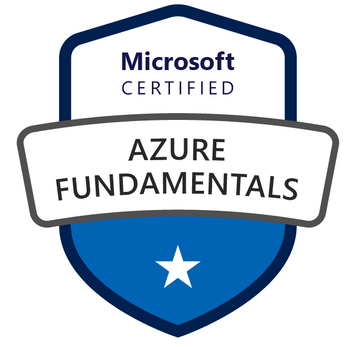 Microsoft
CERTIFIED
AZURE
FUNDAMENTALS